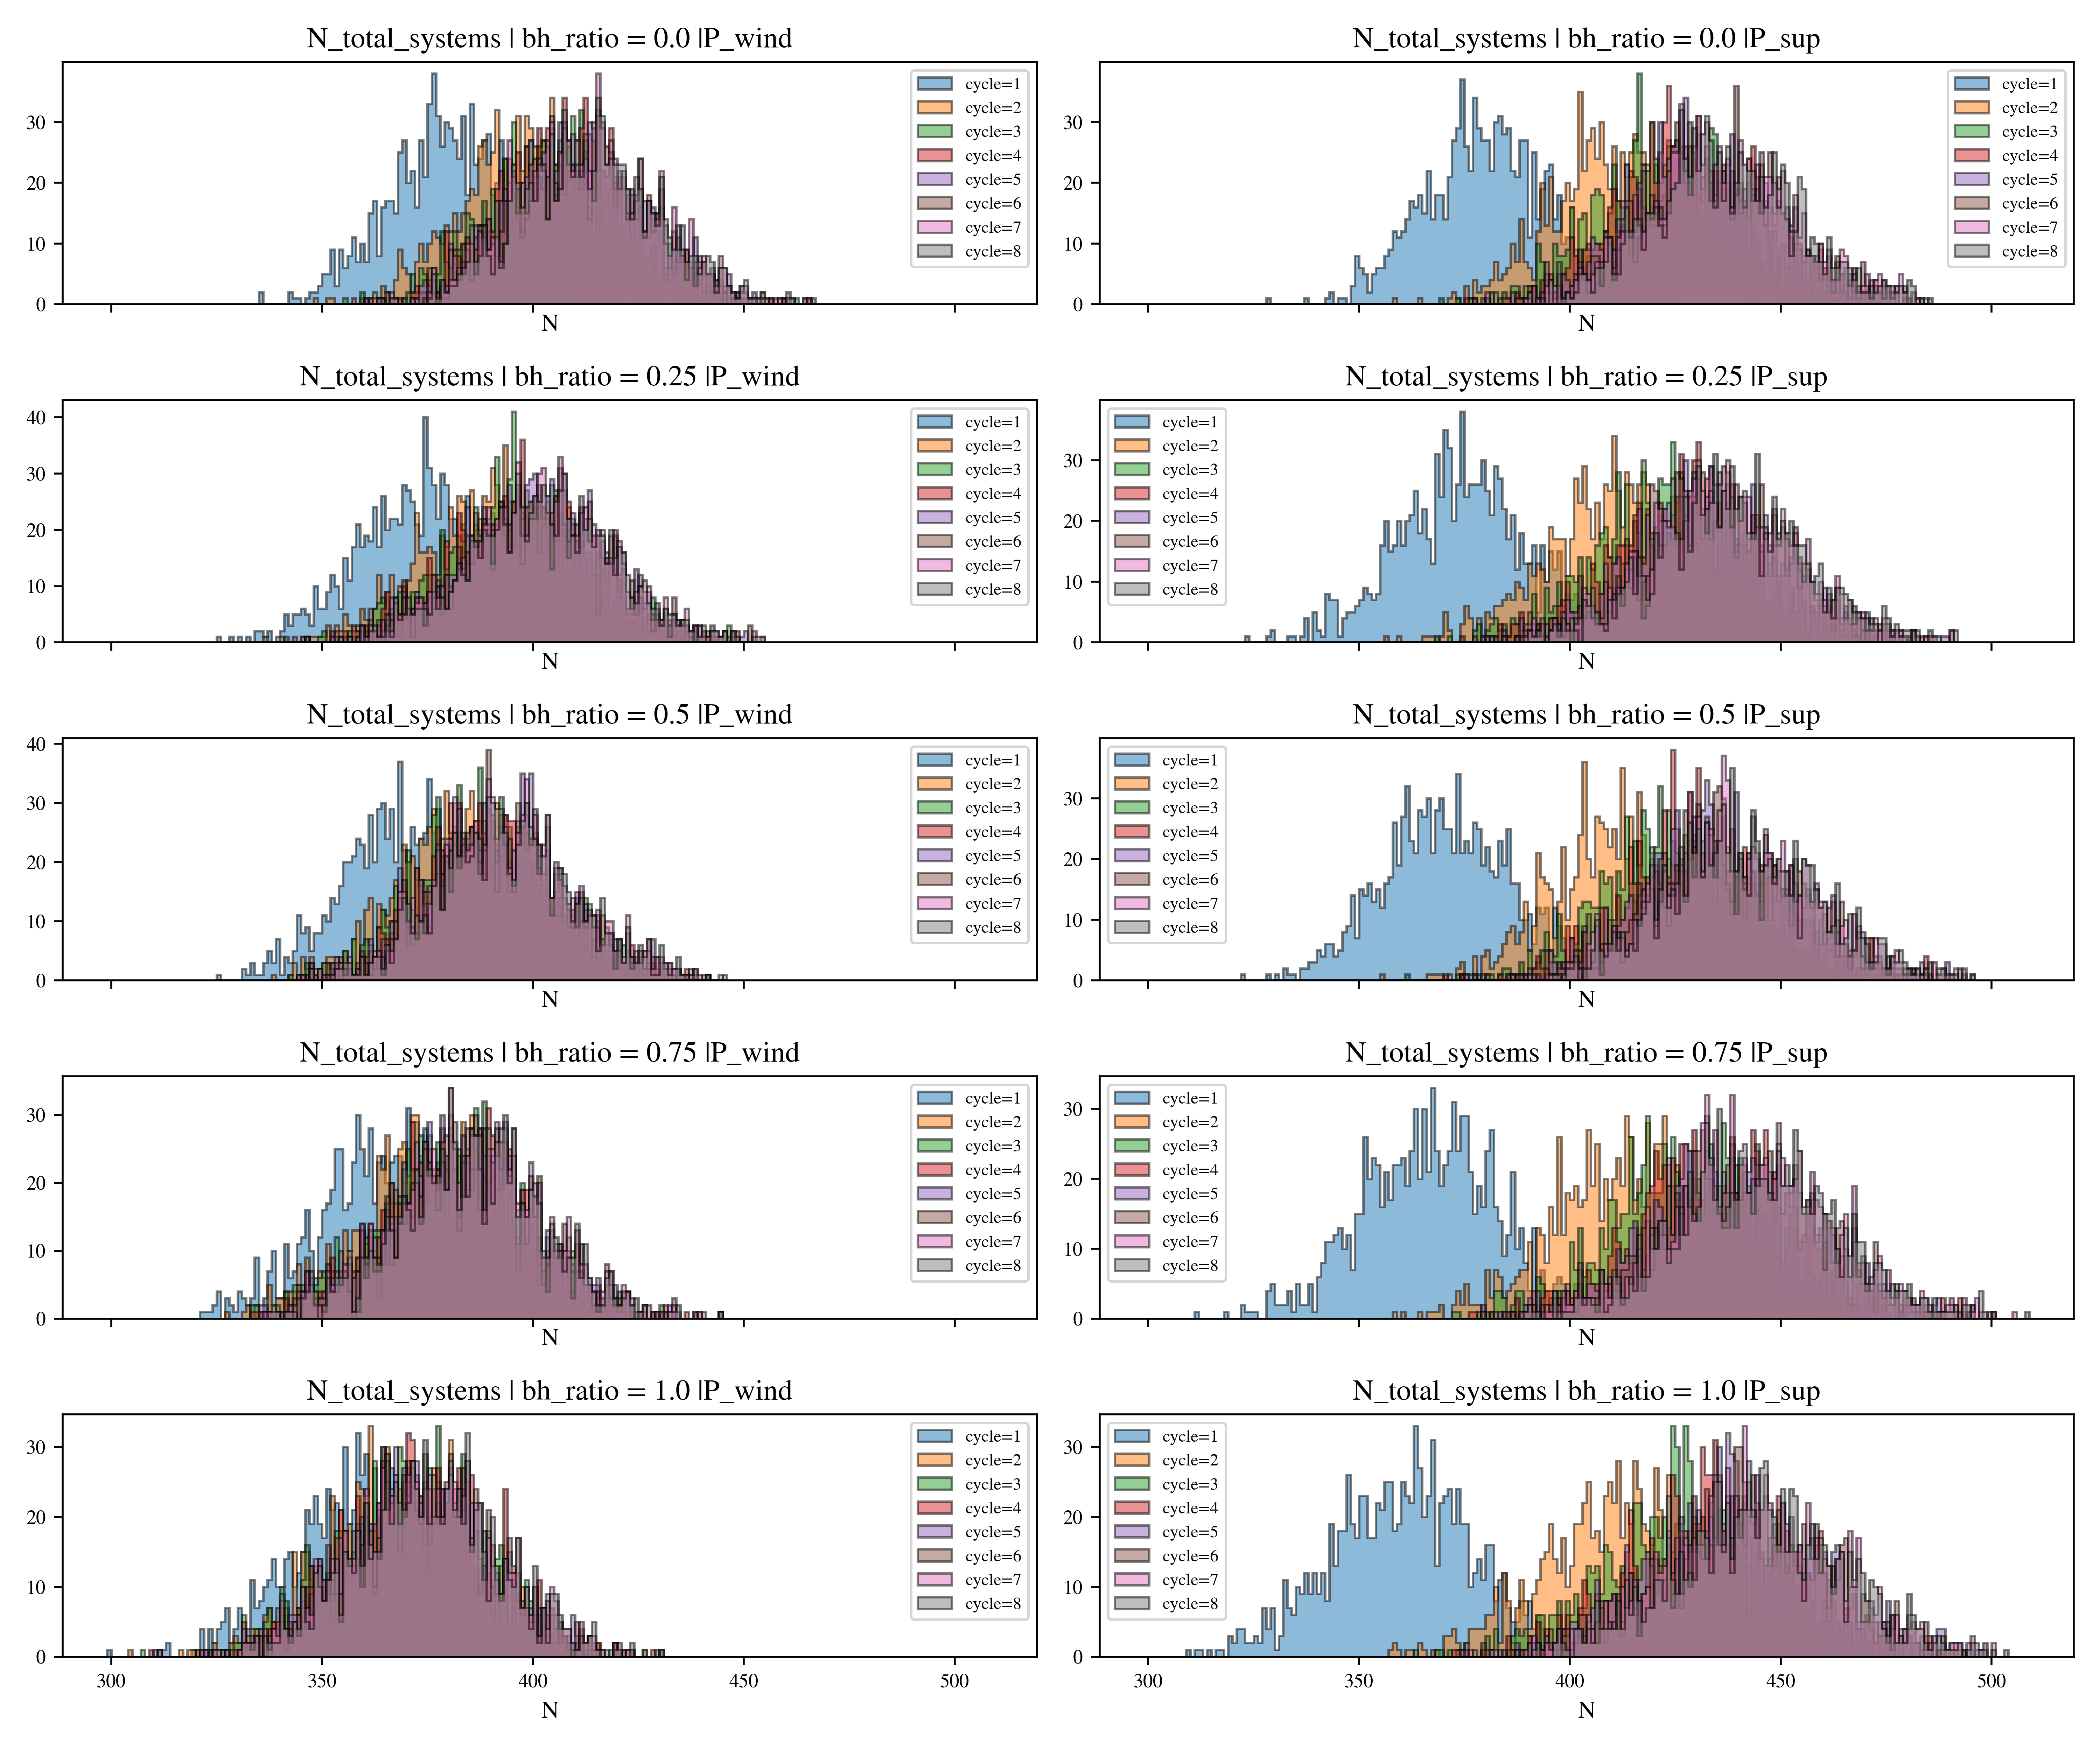 N_total_systems | bh_ratio = 0.0 |P_wind
30
20
10
0
cycle=1
cycle=2
cycle=3
cycle=4
cycle=5
cycle=6
cycle=7
cycle=8
N
N_total_systems | bh_ratio = 0.0 |P_sup
30
20
10
0
cycle=1
cycle=2
cycle=3
cycle=4
cycle=5
cycle=6
cycle=7
cycle=8
N
N_total_systems | bh_ratio = 0.25 |P_wind
40
30
20
10
0
cycle=1
cycle=2
cycle=3
cycle=4
cycle=5
cycle=6
cycle=7
cycle=8
N
N_total_systems | bh_ratio = 0.25 |P_sup
30
20
10
0
cycle=1
cycle=2
cycle=3
cycle=4
cycle=5
cycle=6
cycle=7
cycle=8
N
N_total_systems | bh_ratio = 0.5 |P_wind
40
30
20
10
0
cycle=1
cycle=2
cycle=3
cycle=4
cycle=5
cycle=6
cycle=7
cycle=8
N
N_total_systems | bh_ratio = 0.5 |P_sup
30
20
10
0
cycle=1
cycle=2
cycle=3
cycle=4
cycle=5
cycle=6
cycle=7
cycle=8
N
N_total_systems | bh_ratio = 0.75 |P_wind
30
20
10
0
cycle=1
cycle=2
cycle=3
cycle=4
cycle=5
cycle=6
cycle=7
cycle=8
N
N_total_systems | bh_ratio = 0.75 |P_sup
30
20
10
0
cycle=1
cycle=2
cycle=3
cycle=4
cycle=5
cycle=6
cycle=7
cycle=8
N
N_total_systems | bh_ratio = 1.0 |P_wind
30
20
10
0
cycle=1
cycle=2
cycle=3
cycle=4
cycle=5
cycle=6
cycle=7
cycle=8
300 350 400 450 500
N
N_total_systems | bh_ratio = 1.0 |P_sup
30
20
10
0
cycle=1
cycle=2
cycle=3
cycle=4
cycle=5
cycle=6
cycle=7
cycle=8
300 350 400 450 500
N